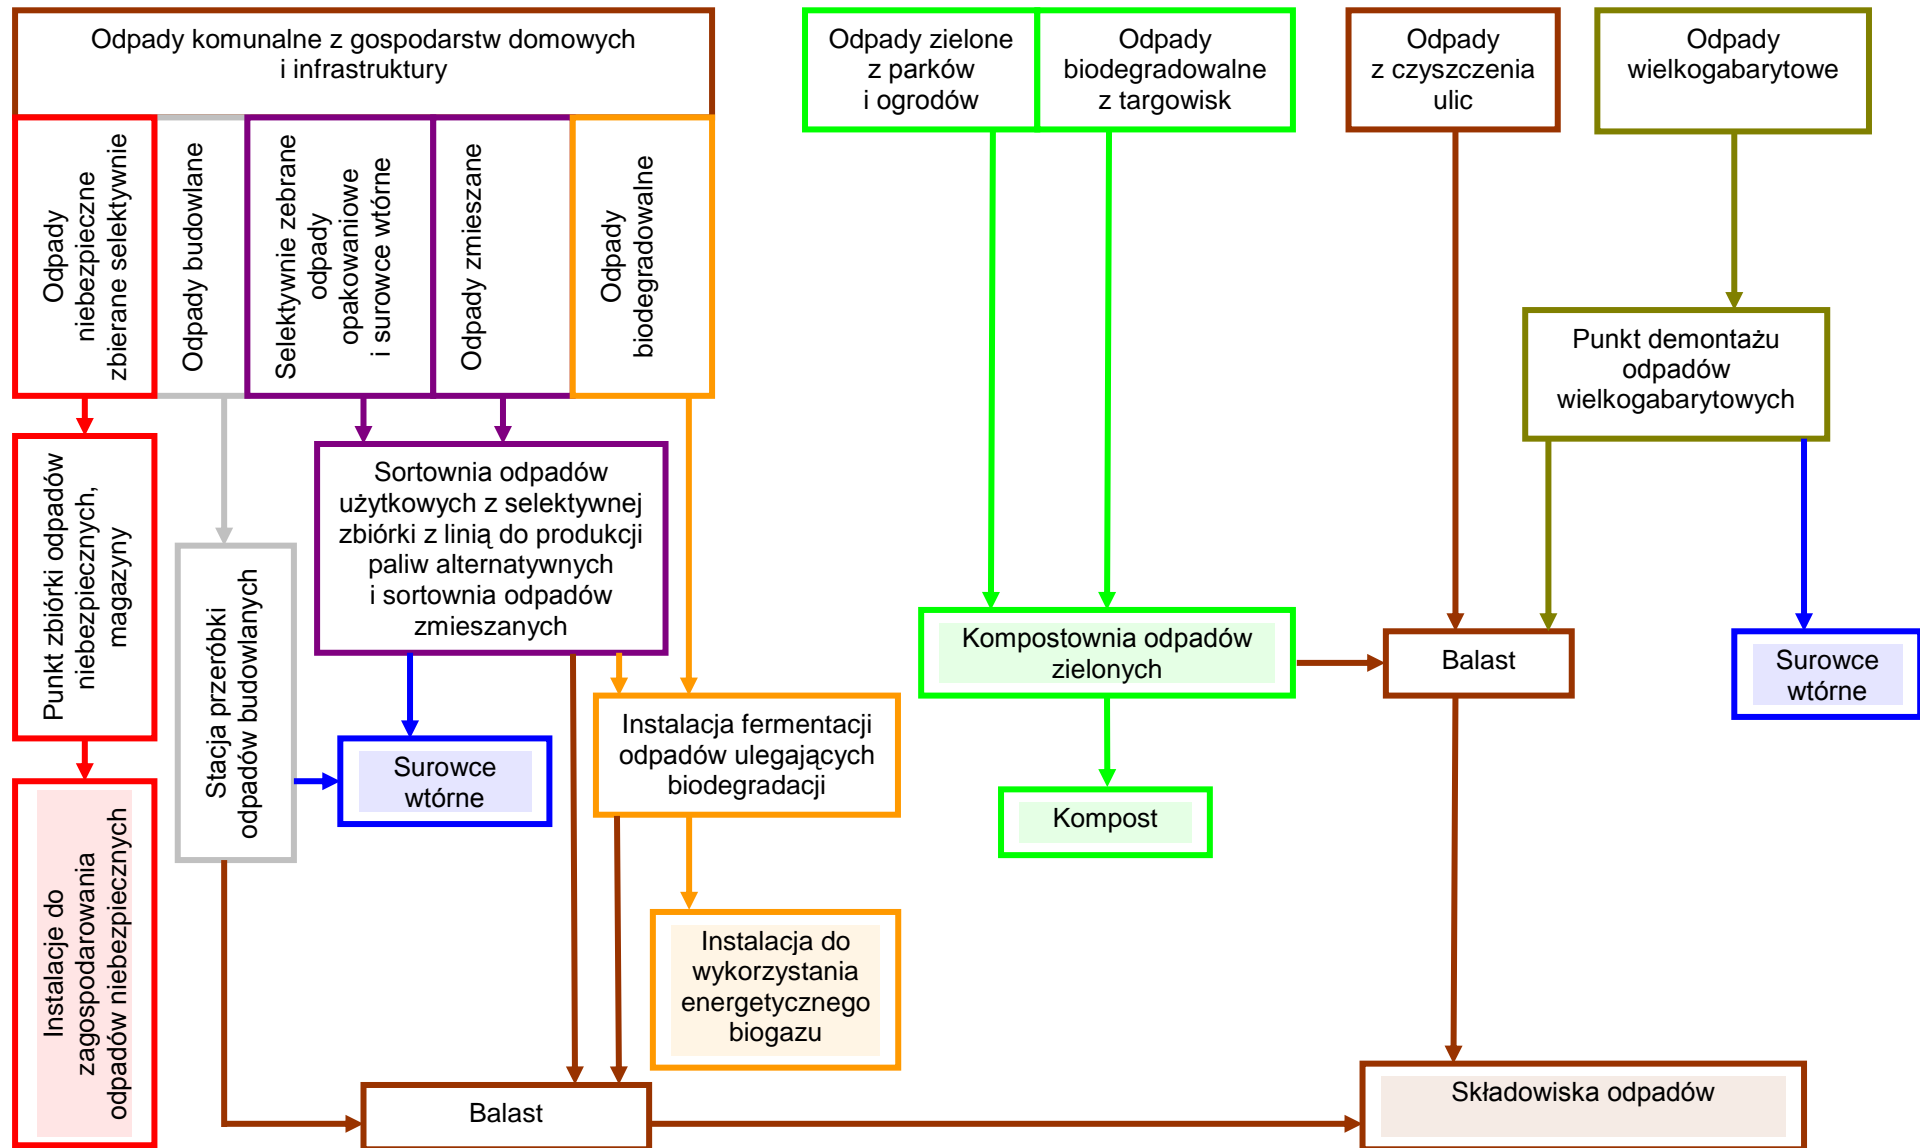 Odpady komunalne z gospodarstw domowych
i infrastruktury
Odpady zielone
z parków
i ogrodów
Odpady
biodegradowalne
z targowisk
Odpady
z czyszczenia
ulic
Odpady
wielkogabarytowe
Odpady
niebezpieczne
zbierane selektywnie
Odpady budowlane
Selektywnie zebrane
odpady
opakowaniowe
i surowce wtórne
Odpady zmieszane
Odpady
biodegradowalne
Punkt demontażu
odpadów
wielkogabarytowych
Punkt zbiórki odpadów
niebezpiecznych,
magazyny
Sortownia odpadów
użytkowych z selektywnej
zbiórki z linią do produkcji
paliw alternatywnych
i sortownia odpadów
zmieszanych
Stacja przeróbki
odpadów budowlanych
Kompostownia odpadów
zielonych
Balast
Surowce
wtórne
Instalacja fermentacji
odpadów ulegających
biodegradacji
Surowce
wtórne
Kompost
Instalacje do
zagospodarowania
odpadów niebezpiecznych
Instalacja do
wykorzystania
energetycznego
biogazu
Balast
Składowiska odpadów